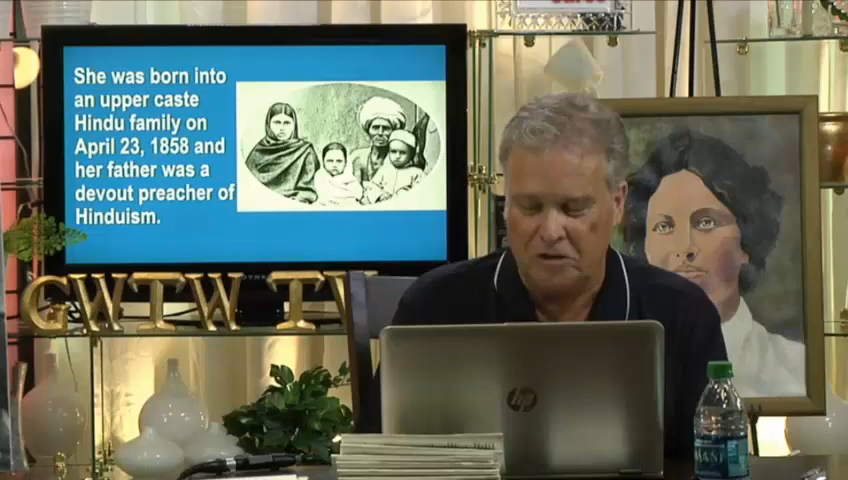 She was born into
an upper caste
Hindu family on
April 23, 1858 and
her father was a
devout preacher of
Hinduism.
GWTW TV
hp